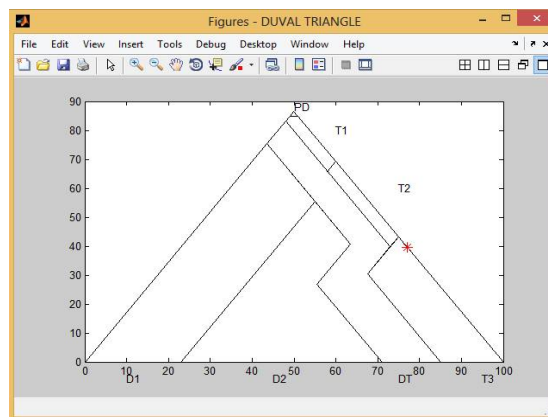 Figures - DUVAL TRIANGLE
File Edit View Insert Tools Debug Desktop Window Help
90
PD
80
T1
70
60
T2
50
40
30
20
10
0
0 10 20 30 40 50 60 70 80 90 100
D1 D2 DT T3